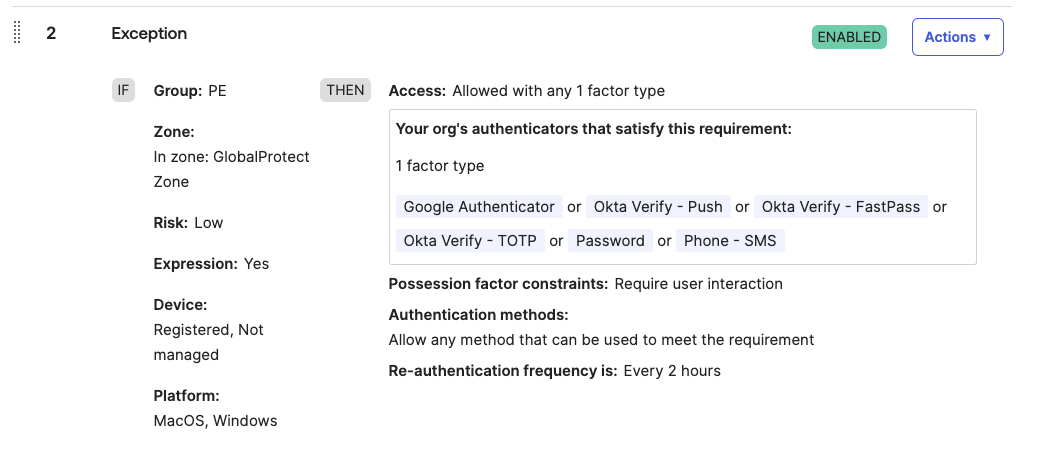 2 Exception ENABLED Actions ▼
IF Group: PE THEN Access: Allowed with any 1 factor type
Zone:
In zone: GlobalProtect
Zone
Risk: Low
Expression: Yes
Device:
Registered, Not
managed
Platform:
MacOS, Windows
Your org's authenticators that satisfy this requirement:
1 factor type
Google Authenticator or Okta Verify - Push or Okta Verify - FastPass or
Okta Verify - TOTP or Password or Phone - SMS
Possession factor constraints: Require user interaction
Authentication methods:
Allow any method that can be used to meet the requirement
Re-authentication frequency is: Every 2 hours